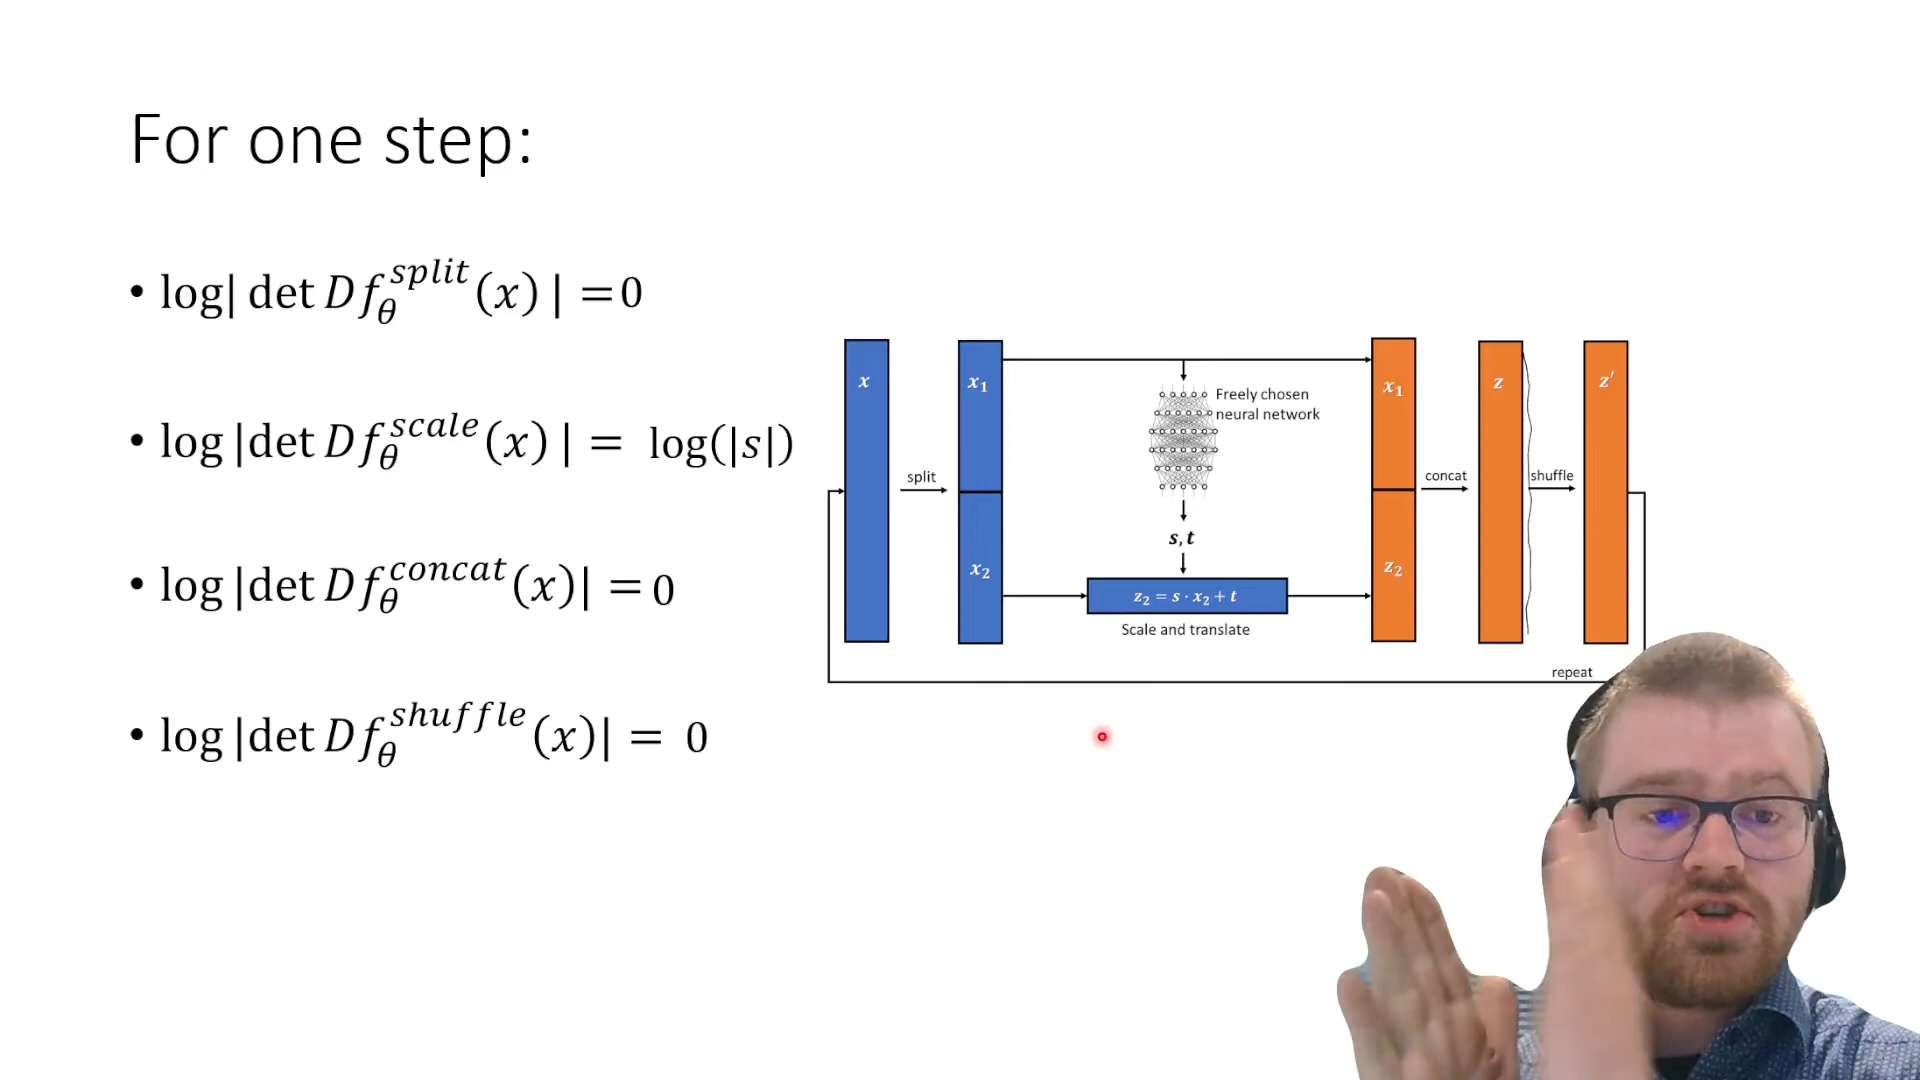 For one step:
• log| det Df_θ^split(x) | = 0
• log |det Df_θ^scale(x) | = log(|s|)
• log |det Df_θ^concat(x)| = 0
• log |det Df_θ^shuffle(x)| = 0
x
split
x₁
x₂
Freely chosen
neural network
s, t
z₂ = s · x₂ + t
Scale and translate
x₁
z₂
concat
z
shuffle
z′
repeat